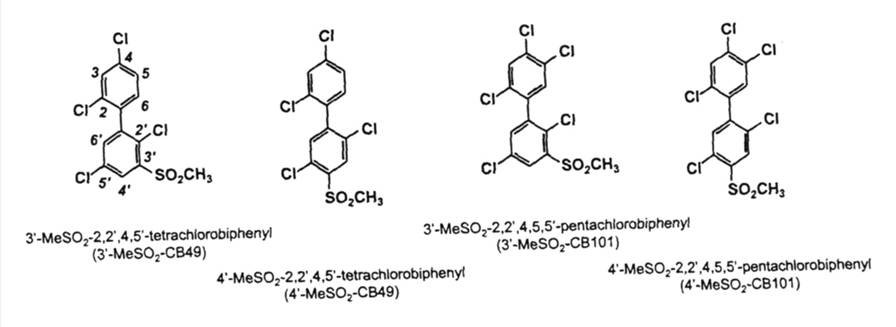 Cl
4
3
5
Cl
2
6
6'
2'
Cl
3'
Cl
5'
4'
SO2CH3
3'-MeSO2-2,2',4,5'-tetrachlorobiphenyl
(3'-MeSO2-CB49)
Cl
Cl
Cl
Cl
SO2CH3
4'-MeSO2-2,2',4,5'-tetrachlorobiphenyl
(4'-MeSO2-CB49)
Cl
Cl
Cl
Cl
Cl
SO2CH3
3'-MeSO2-2,2',4,5,5'-pentachlorobiphenyl
(3'-MeSO2-CB101)
Cl
Cl
Cl
Cl
Cl
SO2CH3
4'-MeSO2-2,2',4,5,5'-pentachlorobiphenyl
(4'-MeSO2-CB101)